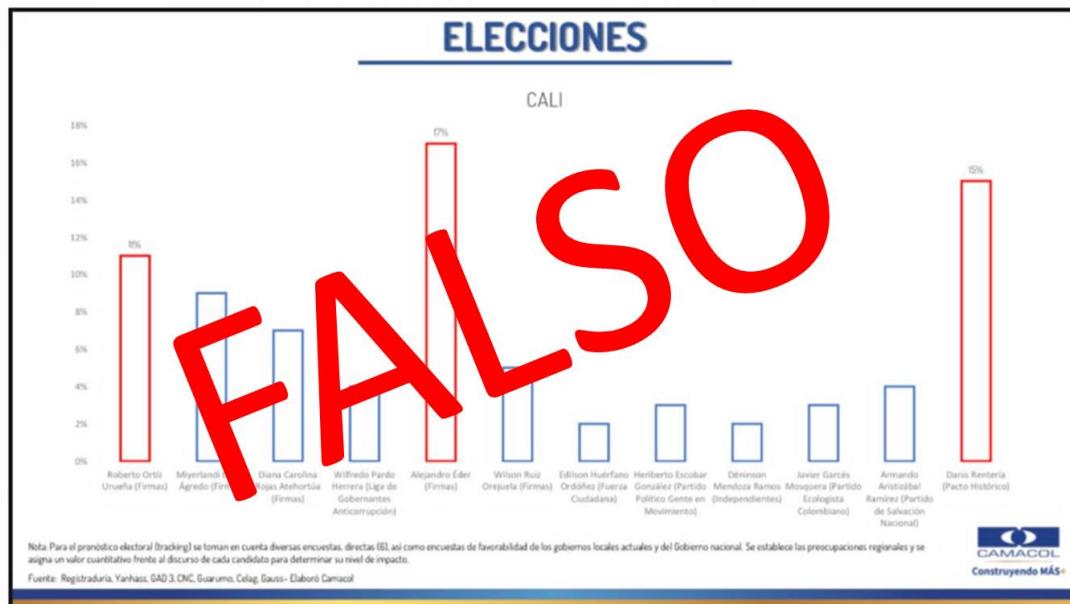 ELECCIONES
CALI
18%
16%
14%
12%
10%
8%
6%
4%
2%
0%
11%
17%
15%
FALSO
Roberto Ortíz
Urueña (Firmas)
Miyerlandi
Ágredo
Diana Carolina
Rojas Atehortúa
(Firmas)
Wilfredo Pardo
Herrera (Liga de
Gobernantes
Anticorrupción)
Alejandro Éder
(Firmas)
Wilson Ruiz
Orejuela (Firmas)
Edilson Huérfano
Ordóñez (Fuerza
Ciudadana)
Heriberto Escobar
González (Partido
Político Gente en
Movimiento)
Déninson
Mendoza Ramos
(Independientes)
Javier Garcés
Mosquera (Partido
Ecologista
Colombiano)
Armando
Aristizábal
Ramírez (Partido
de Salvación
Nacional)
Danis Rentería
(Pacto Histórico)
Nota: Para el pronóstico electoral (tracking) se toman en cuenta diversas encuestas, directas (6), así como encuestas de favorabilidad de los gobiernos locales actuales y del Gobierno nacional. Se establece las preocupaciones regionales y se
asigna un valor cuantitativo frente al discurso de cada candidato para determinar su nivel de impacto.
Fuente: Registraduría, Yanhass, GAD 3, CNC, Guarumo, Celag, Gauss- Elaboró Camacol
CAMACOL
Construyendo MÁS+